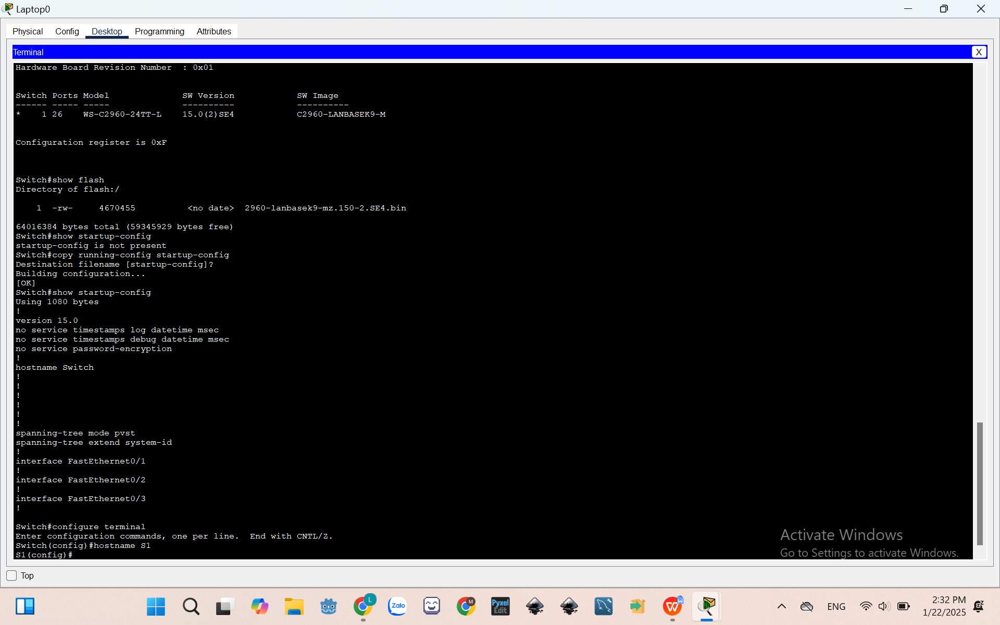 Laptop0
Physical Config Desktop Programming Attributes
Terminal X
Hardware Board Revision Number  : 0x01
Switch Ports Model              SW Version            SW Image
------ ----- -----              ----------            ----------
*    1 26    WS-C2960-24TT-L    15.0(2)SE4            C2960-LANBASEK9-M
Configuration register is 0xF
Switch#show flash
Directory of flash:/
    1  -rw-     4670455          <no date>  2960-lanbasek9-mz.150-2.SE4.bin
64016384 bytes total (59345929 bytes free)
Switch#show startup-config
startup-config is not present
Switch#copy running-config startup-config
Destination filename [startup-config]?
Building configuration...
[OK]
Switch#show startup-config
Using 1080 bytes
!
version 15.0
no service timestamps log datetime msec
no service timestamps debug datetime msec
no service password-encryption
!
hostname Switch
!
!
!
!
!
!
spanning-tree mode pvst
spanning-tree extend system-id
!
interface FastEthernet0/1
!
interface FastEthernet0/2
!
interface FastEthernet0/3
!
Switch#configure terminal
Enter configuration commands, one per line.  End with CNTL/Z.
Switch(config)#hostname S1
S1(config)#
Activate Windows
Go to Settings to activate Windows.
Top
L
Zalo
M
Pyxel
Edit
W
W
ENG
2:32 PM
1/22/2025